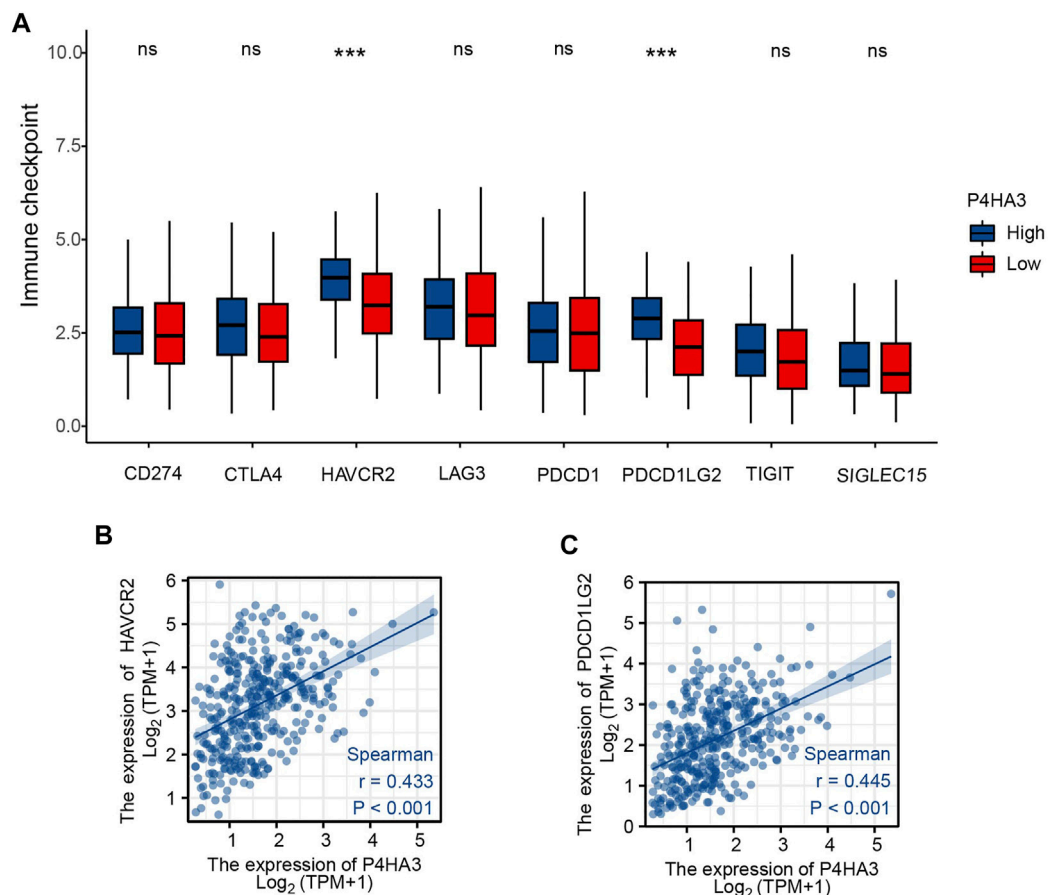 A
Immune checkpoint
10.0
7.5
5.0
2.5
0.0
ns ns *** ns ns *** ns ns
CD274 CTLA4 HAVCR2 LAG3 PDCD1 PDCD1LG2 TIGIT SIGLEC15
P4HA3
High
Low
B
The expression of HAVCR2
Log2 (TPM+1)
6
5
4
3
2
1
Spearman
r = 0.433
P < 0.001
1 2 3 4 5
The expression of P4HA3
Log2 (TPM+1)
C
The expression of PDCD1LG2
Log2 (TPM+1)
6
5
4
3
2
1
0
Spearman
r = 0.445
P < 0.001
1 2 3 4 5
The expression of P4HA3
Log2 (TPM+1)